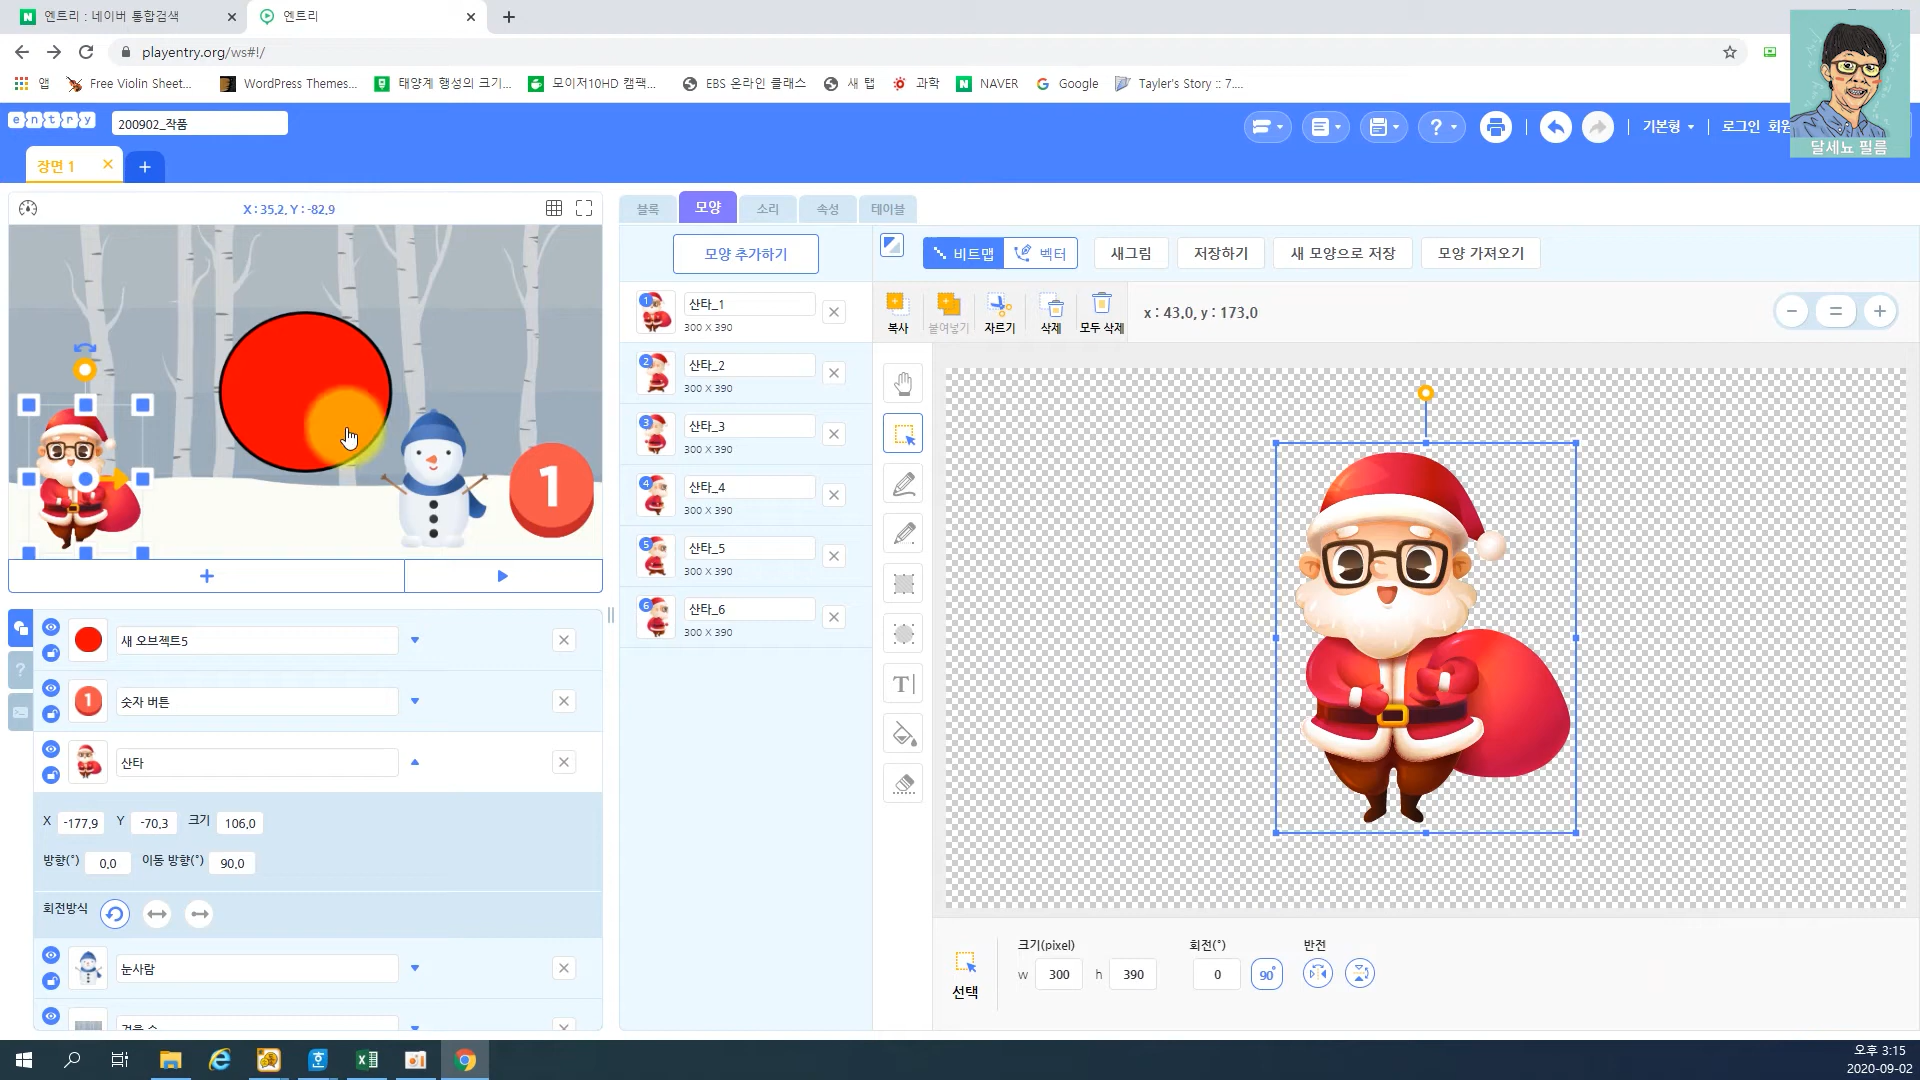 엔트리 : 네이버 통합검색
엔트리
playentry.org/ws#!/
앱
Free Violin Sheet...
WordPress Themes...
태양계 행성의 크기...
모이저10HD 캠팩...
EBS 온라인 클래스
새 탭
과학
NAVER
Google
Tayler's Story :: 7....
entry
200902_작품
?
기본형
로그인 회원
달세뇨 필름
장면 1
X : 35.2, Y : -82.9
블록
모양
소리
속성
테이블
모양 추가하기
비트맵
벡터
새그림
저장하기
새 모양으로 저장
모양 가져오기
복사
붙여넣기
자르기
삭제
모두 삭제
x : 43.0, y : 173.0
1
산타_1
300 X 390
2
산타_2
300 X 390
3
산타_3
300 X 390
4
산타_4
300 X 390
5
산타_5
300 X 390
6
산타_6
300 X 390
1
새 오브젝트5
?
1
숫자 버튼
산타
X -177.9 Y -70.3 크기 106.0
방향(°) 0.0 이동 방향(°) 90.0
회전방식
눈사람
T
선택
크기(pixel)
w 300 h 390
회전(°)
0 90°
반전
오후 3:15
2020-09-02